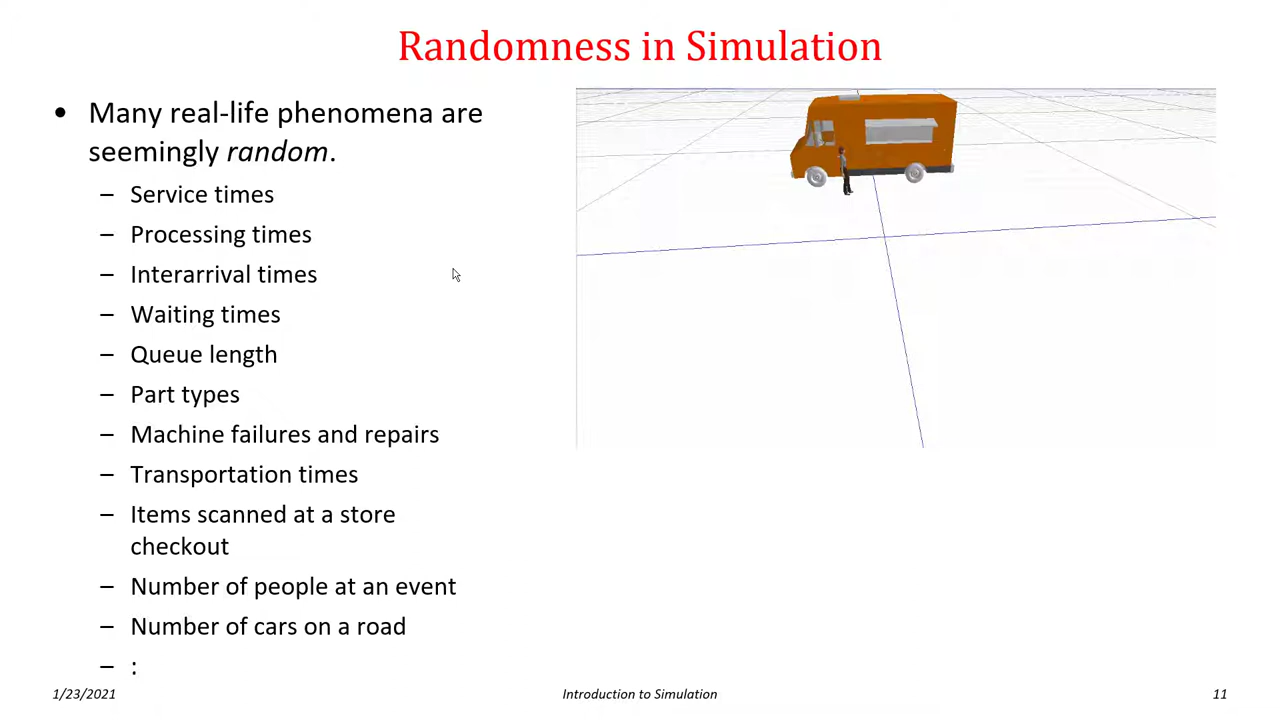 Randomness in Simulation
• Many real-life phenomena are
seemingly random.
– Service times
– Processing times
– Interarrival times
– Waiting times
– Queue length
– Part types
– Machine failures and repairs
– Transportation times
– Items scanned at a store
checkout
– Number of people at an event
– Number of cars on a road
– :
1/23/2021
Introduction to Simulation
11